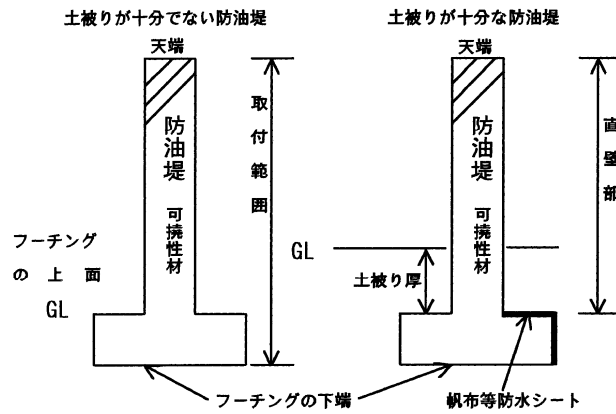 土被りが十分でない防油堤
天端
防油堤
可撓性材
取付範囲
フーチング
の上面
GL
土被りが十分な防油堤
天端
防油堤
可撓性材
直壁部
GL
土被り厚
フーチングの下端
帆布等防水シート